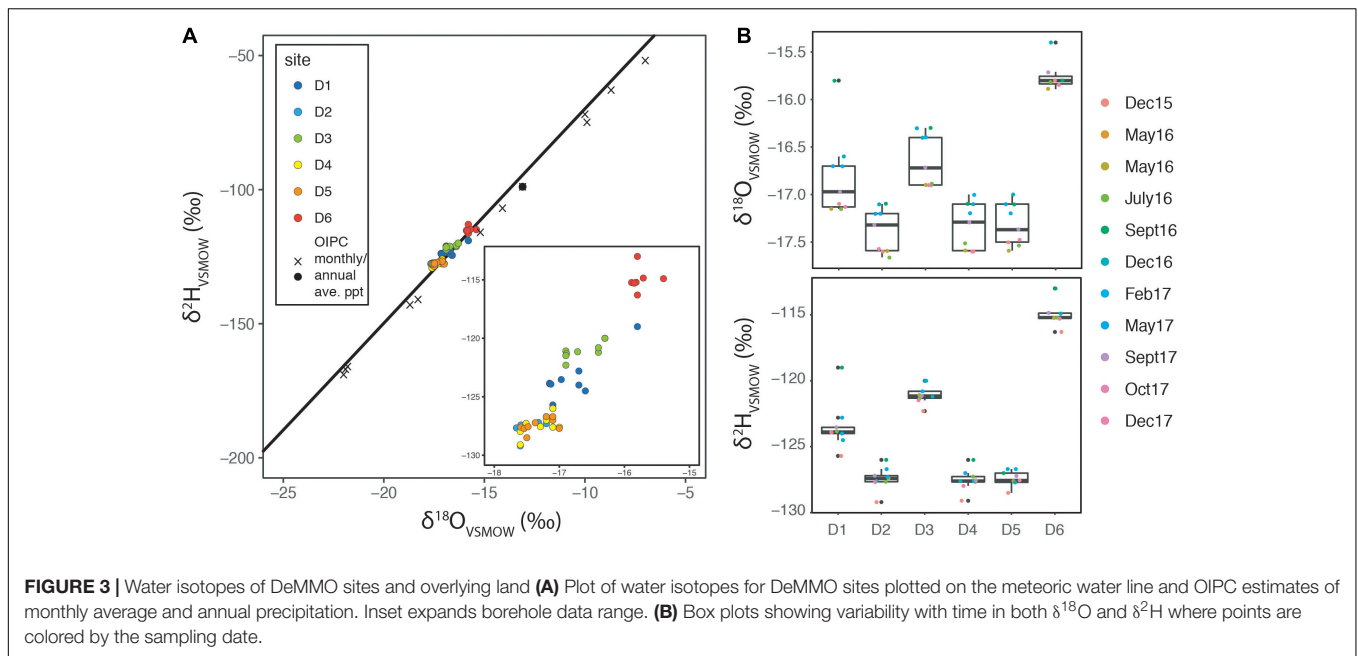 A
site
D1
D2
D3
D4
D5
D6
OIPC
monthly/
annual
ave. ppt
δ²H_VSMOW (‰)
−50
−100
−150
−200
−25
−20
−15
−10
−5
δ¹⁸O_VSMOW (‰)
−115
−120
−125
−130
−18
−17
−16
−15
B
δ¹⁸O_VSMOW (‰)
−15.5
−16.0
−16.5
−17.0
−17.5
δ²H_VSMOW (‰)
−115
−120
−125
−130
D1
D2
D3
D4
D5
D6
Dec15
May16
May16
July16
Sept16
Dec16
Feb17
May17
Sept17
Oct17
Dec17
FIGURE 3 | Water isotopes of DeMMO sites and overlying land (A) Plot of water isotopes for DeMMO sites plotted on the meteoric water line and OIPC estimates of
monthly average and annual precipitation. Inset expands borehole data range. (B) Box plots showing variability with time in both δ¹⁸O and δ²H where points are
colored by the sampling date.